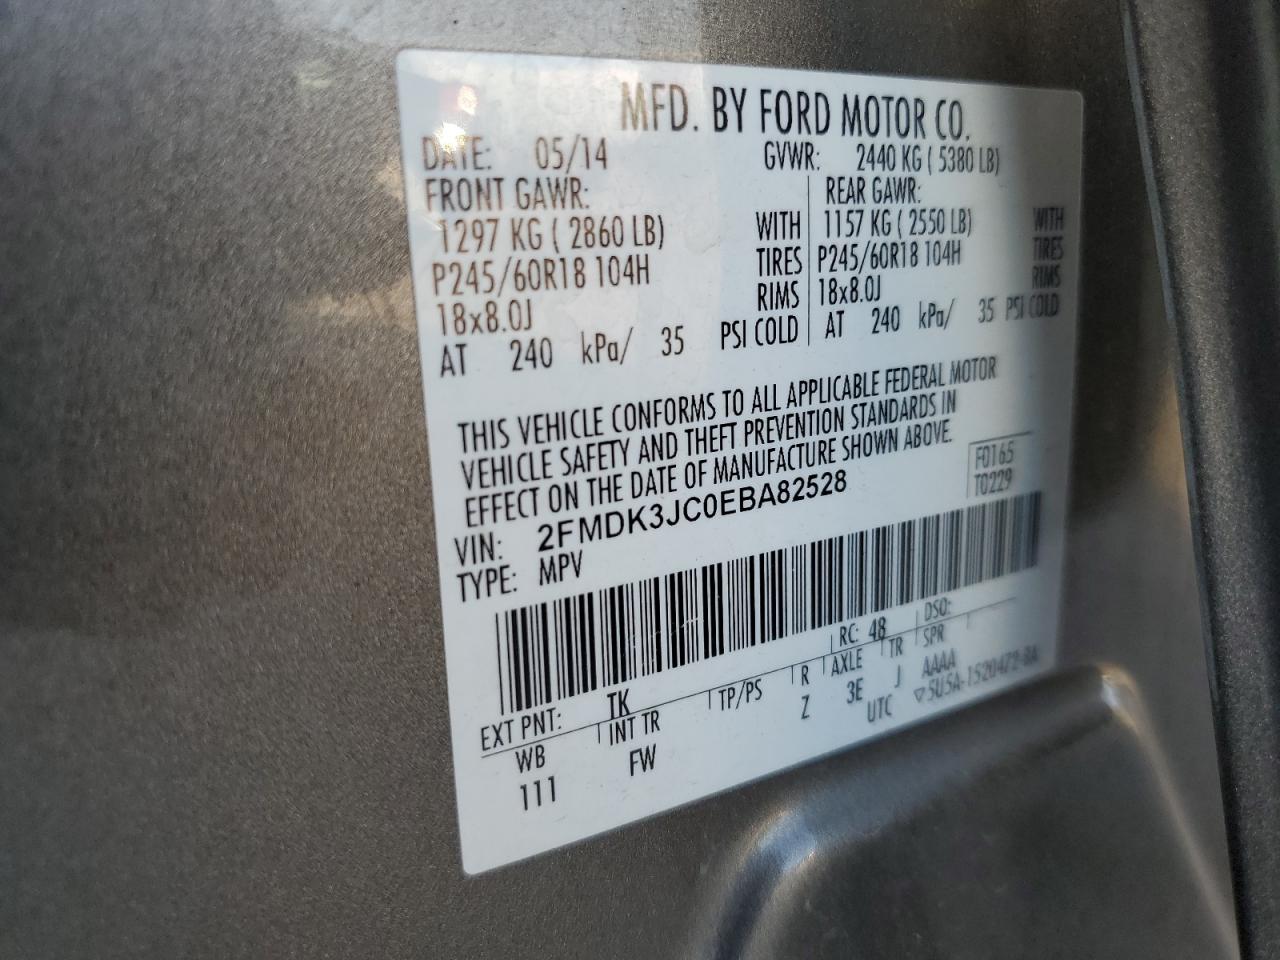 MFD. BY FORD MOTOR CO.
DATE: 05/14 GVWR: 2440 KG ( 5380 LB)
FRONT GAWR: REAR GAWR:
1297 KG ( 2860 LB) WITH 1157 KG ( 2550 LB) WITH
P245/60R18 104H TIRES P245/60R18 104H TIRES
18x8.0J RIMS 18x8.0J RIMS
AT 240 kPa/ 35 PSI COLD AT 240 kPa/ 35 PSI COLD
THIS VEHICLE CONFORMS TO ALL APPLICABLE FEDERAL MOTOR
VEHICLE SAFETY AND THEFT PREVENTION STANDARDS IN
EFFECT ON THE DATE OF MANUFACTURE SHOWN ABOVE.
F0165
T0229
VIN: 2FMDK3JC0EBA82528
TYPE: MPV
EXT PNT: TK RC: 48 DSO:
WB INT TR TP/PS R AXLE TR SPR
111 FW Z 3E J AAAA
UTC ▽5U5A-1520472-BA